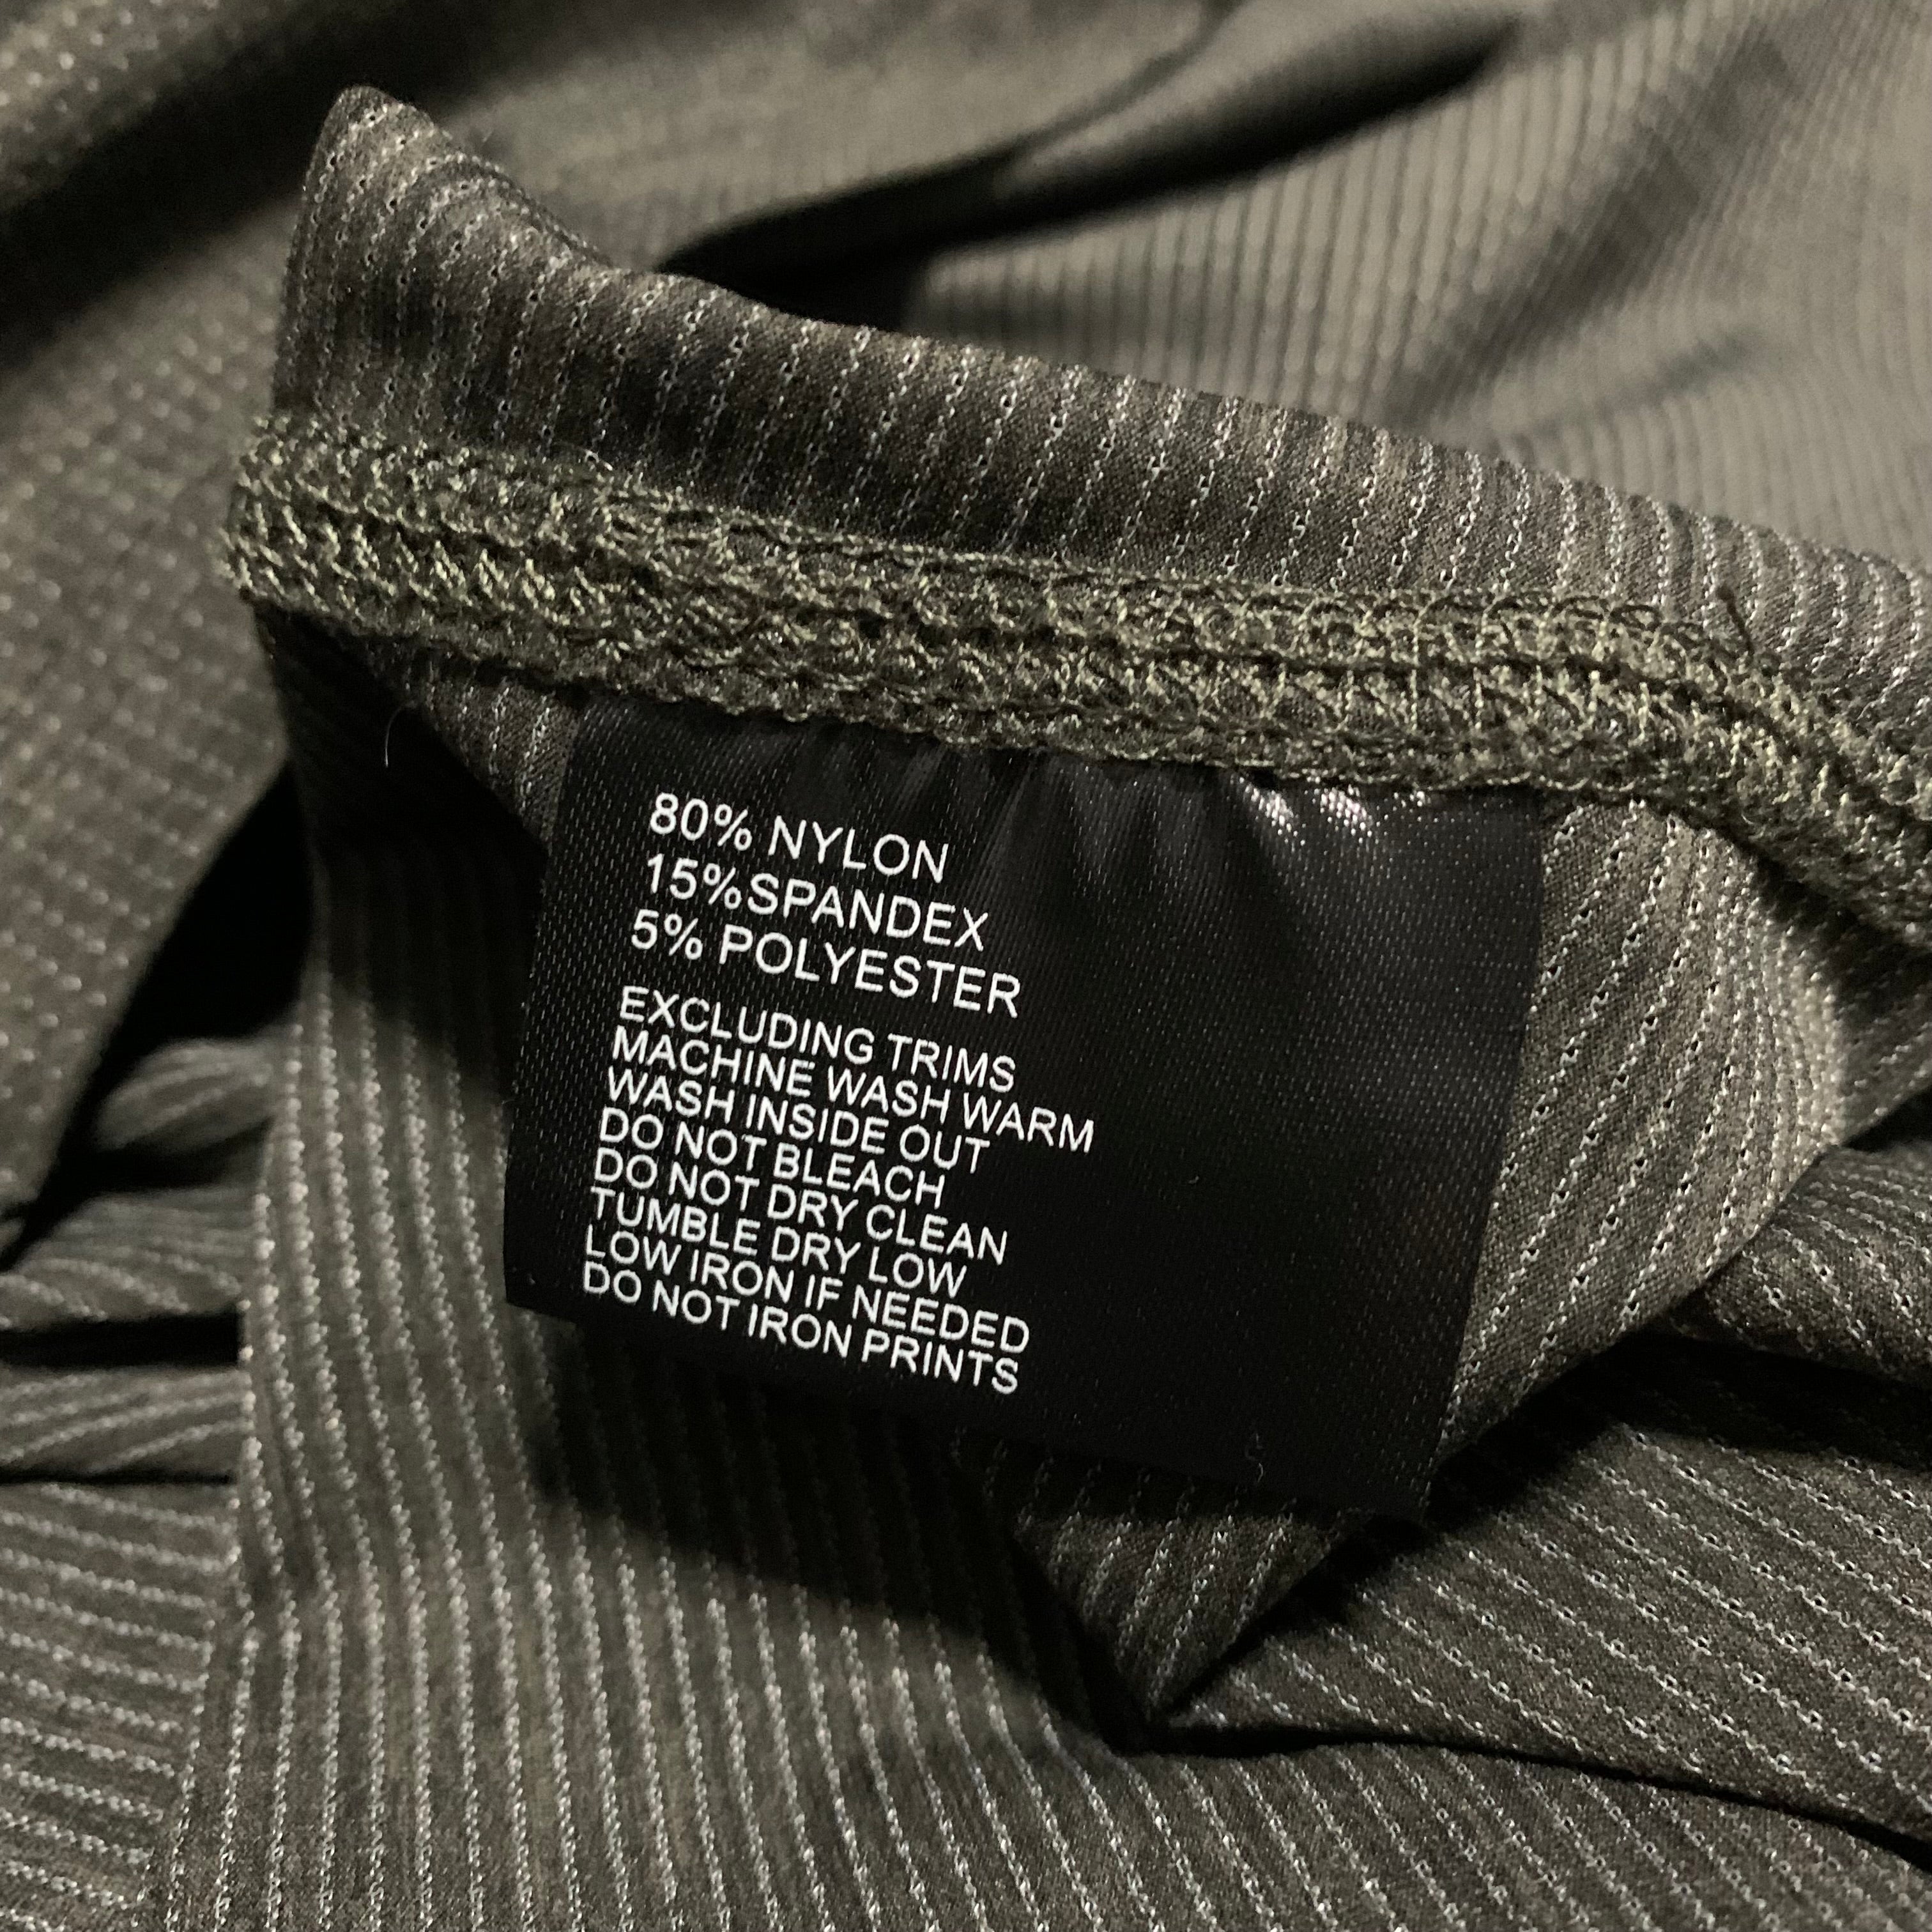 80% NYLON
15%SPANDEX
5% POLYESTER
EXCLUDING TRIMS
MACHINE WASH WARM
WASH INSIDE OUT
DO NOT BLEACH
DO NOT DRY CLEAN
TUMBLE DRY LOW
LOW IRON IF NEEDED
DO NOT IRON PRINTS